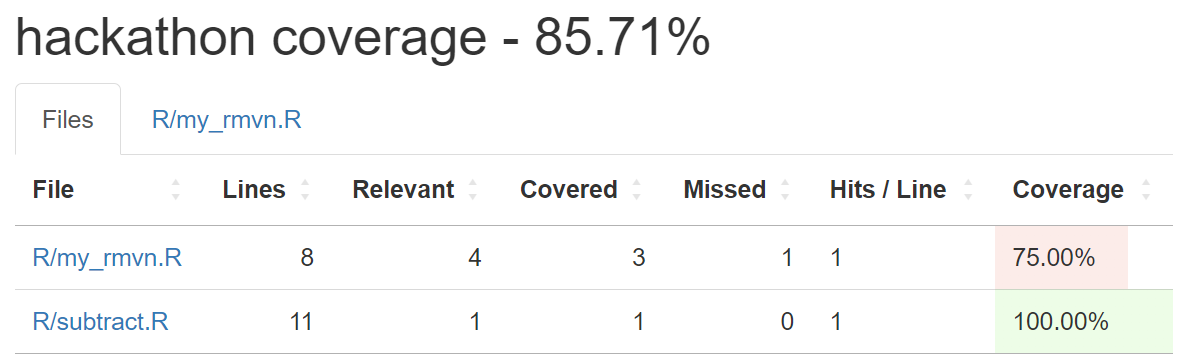 hackathon coverage - 85.71%
Files R/my_rmvn.R
File Lines Relevant Covered Missed Hits / Line Coverage
R/my_rmvn.R 8 4 3 1 1 75.00%
R/subtract.R 11 1 1 0 1 100.00%